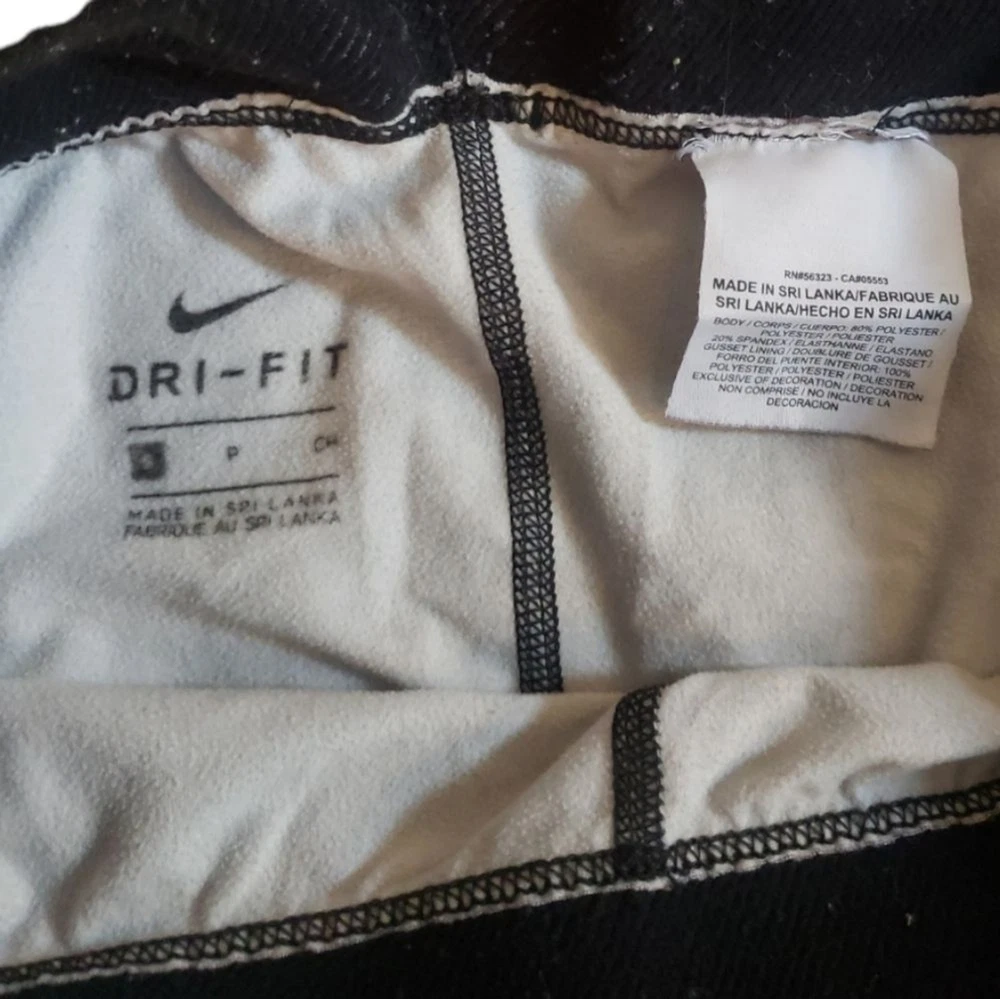 DRI-FIT
S P CH
MADE IN SRI LANKA
FABRIQUE AU SRI LANKA
RN#56323 - CA#05553
MADE IN SRI LANKA/FABRIQUE AU
SRI LANKA/HECHO EN SRI LANKA
BODY / CORPS / CUERPO: 80% POLYESTER /
POLYESTER / POLIESTER
20% SPANDEX / ELASTHANNE / ELASTANO
GUSSET LINING / DOUBLURE DE GOUSSET /
FORRO DEL PUENTE INTERIOR: 100%
POLYESTER / POLYESTER / POLIESTER
EXCLUSIVE OF DECORATION / DECORATION
NON COMPRISE / NO INCLUYE LA
DECORACION